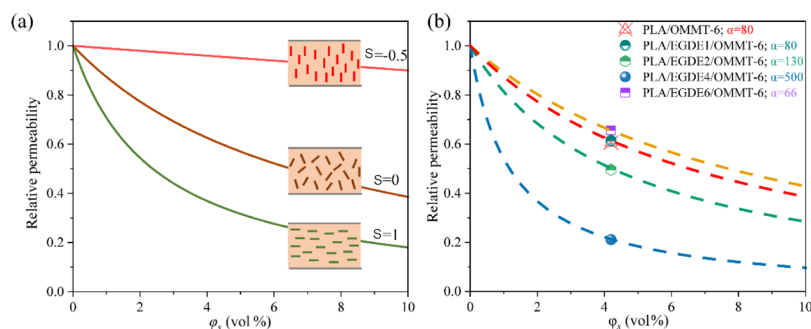 (a)
Relative permeability
1.0
0.8
0.6
0.4
0.2
0.0
0
2
4
6
8
10
φs (vol %)
S=-0.5
S=0
S=1
(b)
Relative permeability
1.0
0.8
0.6
0.4
0.2
0.0
0
2
4
6
8
10
φs (vol%)
PLA/OMMT-6; α=80
PLA/EGDE1/OMMT-6; α=80
PLA/EGDE2/OMMT-6; α=130
PLA/EGDE4/OMMT-6; α=500
PLA/EGDE6/OMMT-6; α=66